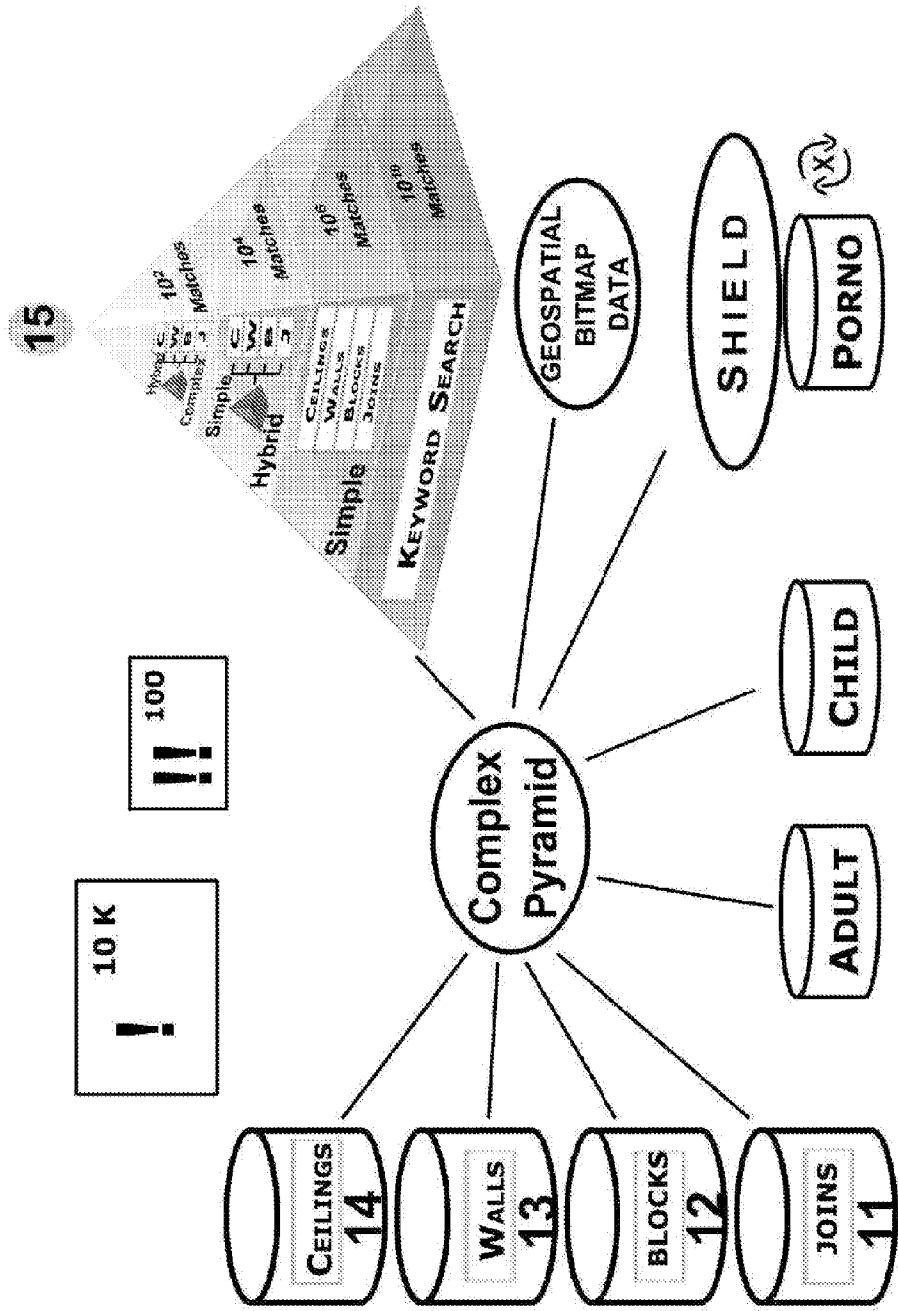 15
10 K
!
100
!!
10² Matches
10⁴ Matches
10⁶ Matches
10¹⁰ Matches
Hybrid
Complex
C
W
B
J
Simple
Hybrid
C
W
B
J
Simple
CEILINGS
WALLS
BLOCKS
JOINS
KEYWORD SEARCH
Complex
Pyramid
GEOSPATIAL
BITMAP
DATA
SHIELD
PORNO
X
CHILD
ADULT
CEILINGS
14
WALLS
13
BLOCKS
12
JOINS
11